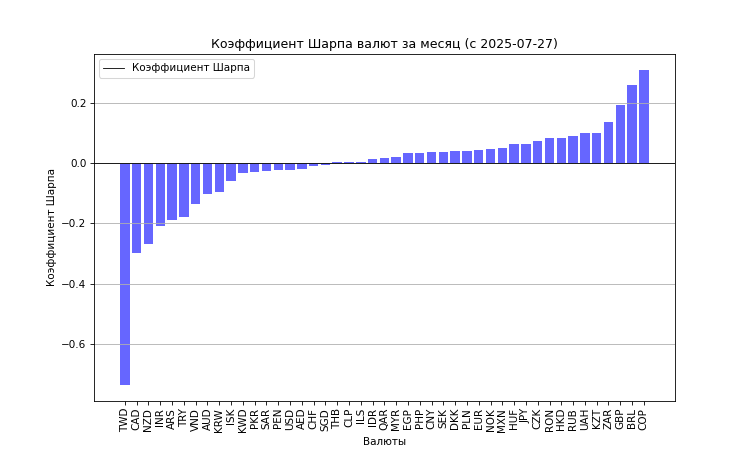 Коэффициент Шарпа валют за месяц (с 2025-07-27)
Коэффициент Шарпа
0.2
0.0
−0.2
−0.4
−0.6
Коэффициент Шарпа
TWD CAD NZD INR ARS TRY VND AUD KRW ISK KWD PKR SAR PEN USD AED CHF SGD THB CLP ILS IDR QAR MYR EGP PHP CNY SEK DKK PLN EUR NOK MXN HUF JPY CZK RON HKD RUB UAH KZT ZAR GBP BRL COP
Валюты